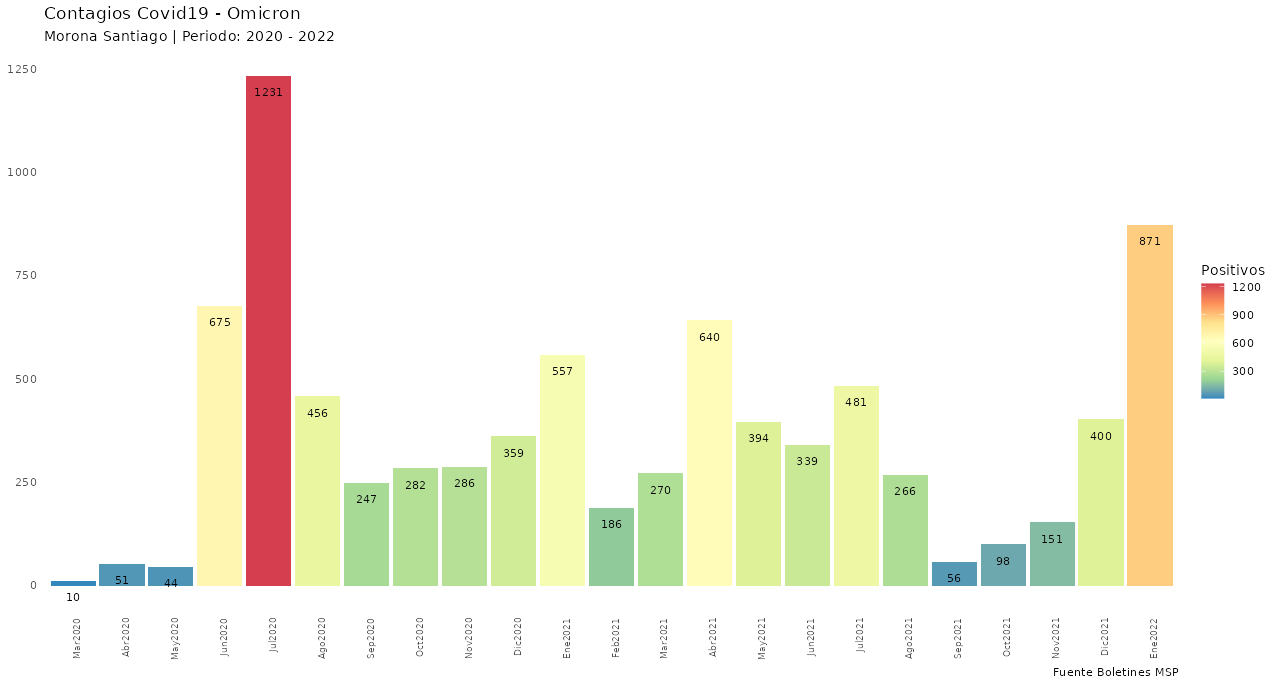 Contagios Covid19 - Omicron
Morona Santiago | Periodo: 2020 - 2022
1250
1000
750
500
250
0
10
51
44
675
1231
456
247
282
286
359
557
186
270
640
394
339
481
266
56
98
151
400
871
Mar2020
Abr2020
May2020
Jun2020
Jul2020
Ago2020
Sep2020
Oct2020
Nov2020
Dic2020
Ene2021
Feb2021
Mar2021
Abr2021
May2021
Jun2021
Jul2021
Ago2021
Sep2021
Oct2021
Nov2021
Dic2021
Ene2022
Positivos
1200
900
600
300
Fuente Boletines MSP